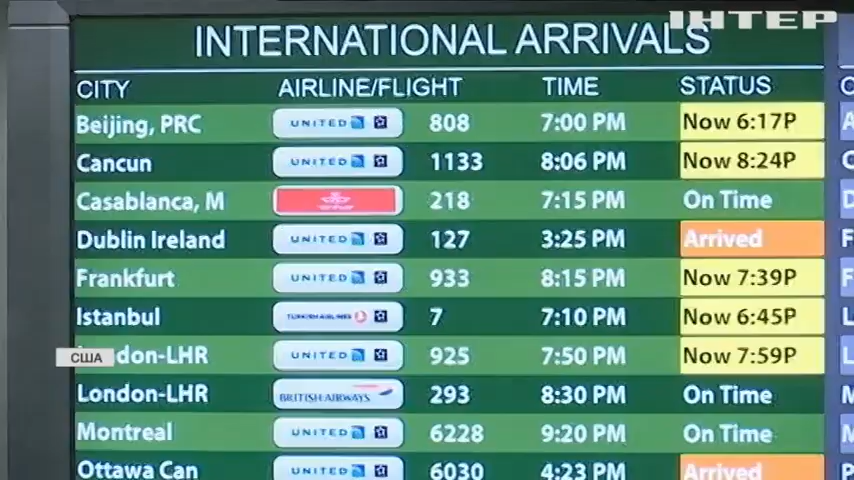 ІНТЕР
INTERNATIONAL ARRIVALS
CITY AIRLINE/FLIGHT TIME STATUS
Beijing, PRC UNITED 808 7:00 PM Now 6:17P
Cancun UNITED 1133 8:06 PM Now 8:24P
Casablanca, M 218 7:15 PM On Time
Dublin Ireland UNITED 127 3:25 PM Arrived
Frankfurt UNITED 933 8:15 PM Now 7:39P
Istanbul TURKISH AIRLINES 7 7:10 PM Now 6:45P
США
don-LHR UNITED 925 7:50 PM Now 7:59P
London-LHR BRITISH AIRWAYS 293 8:30 PM On Time
Montreal UNITED 6228 9:20 PM On Time
Ottawa Can UNITED 6030 4:23 PM Arrived